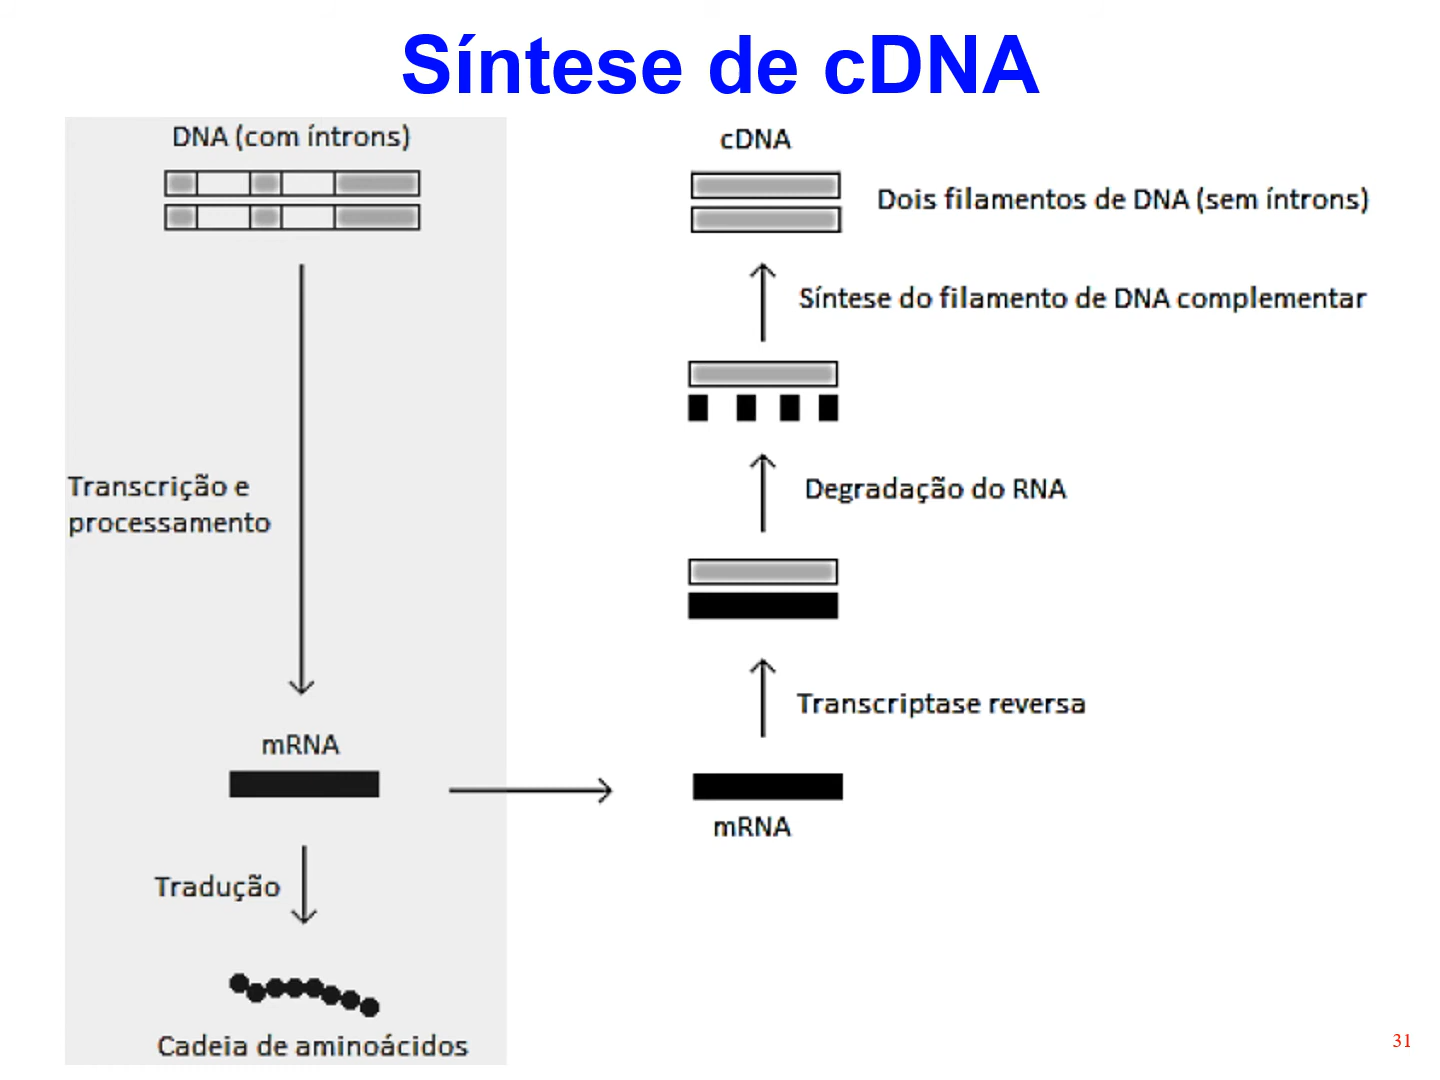 Síntese de cDNA
DNA (com íntrons)
Transcrição e
processamento
mRNA
Tradução
Cadeia de aminoácidos
cDNA
Dois filamentos de DNA (sem íntrons)
Síntese do filamento de DNA complementar
Degradação do RNA
Transcriptase reversa
mRNA
31